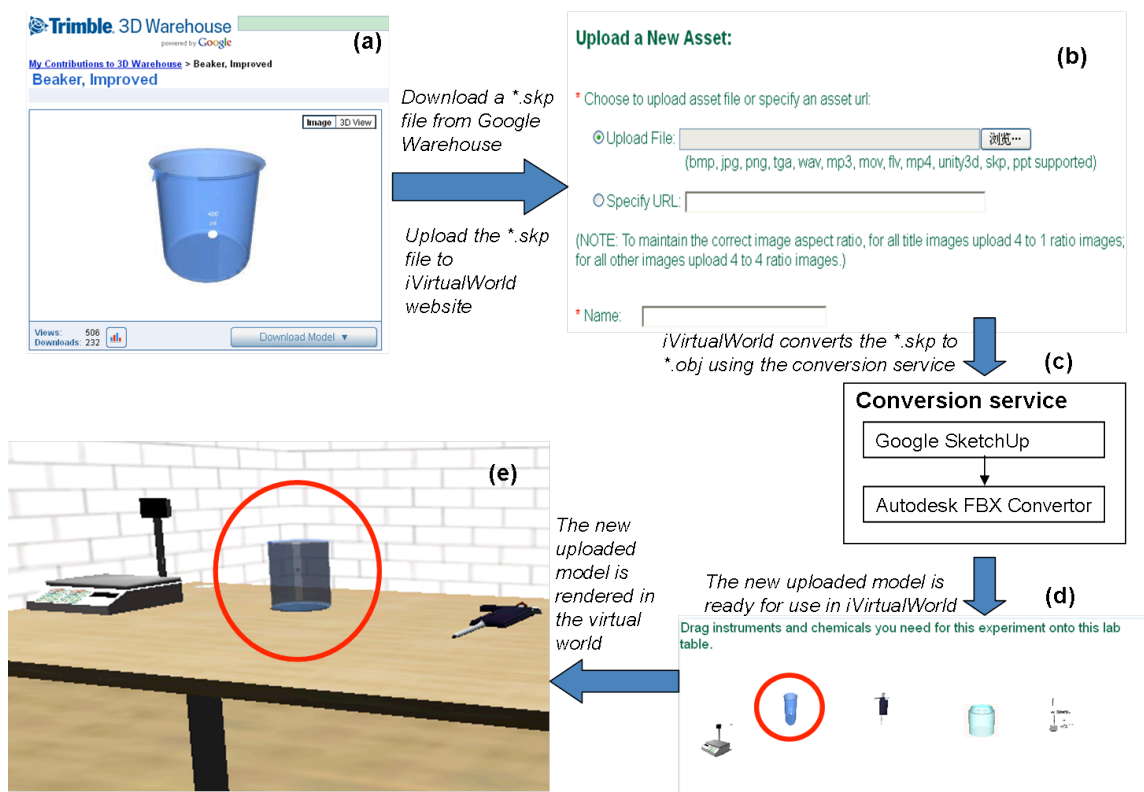 Trimble. 3D Warehouse
powered by Google
(a)
My Contributions to 3D Warehouse > Beaker, Improved
Beaker, Improved
Image 3D View
400
ml
Views: 506
Downloads: 232
Download Model ▼
Download a *.skp
file from Google
Warehouse
Upload the *.skp
file to
iVirtualWorld
website
Upload a New Asset:
(b)
* Choose to upload asset file or specify an asset url:
Upload File: 浏览…
(bmp, jpg, png, tga, wav, mp3, mov, flv, mp4, unity3d, skp, ppt supported)
Specify URL:
(NOTE: To maintain the correct image aspect ratio, for all title images upload 4 to 1 ratio images;
for all other images upload 4 to 4 ratio images.)
* Name:
iVirtualWorld converts the *.skp to
*.obj using the conversion service
(c)
Conversion service
Google SketchUp
Autodesk FBX Convertor
The new uploaded model is
ready for use in iVirtualWorld
(d)
Drag instruments and chemicals you need for this experiment onto this lab
table.
The new
uploaded
model is
rendered in
the virtual
world
(e)